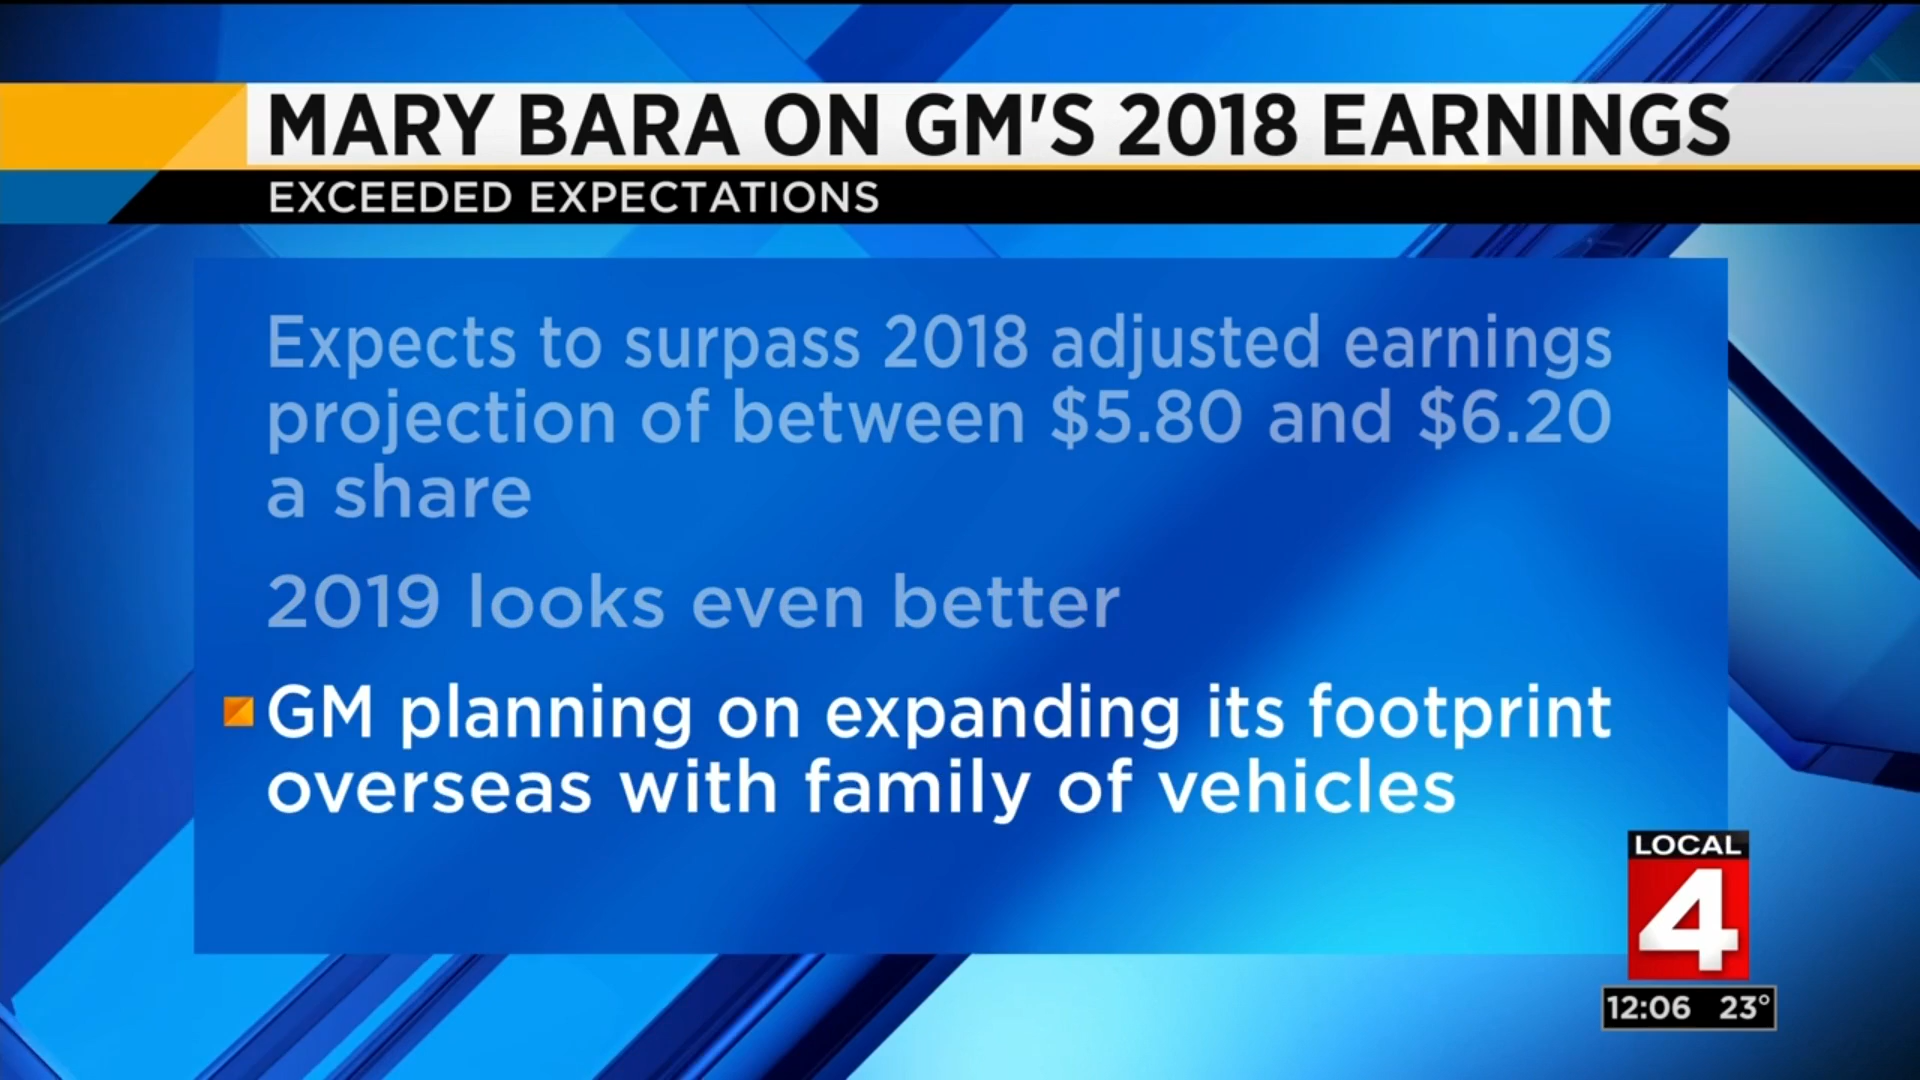 MARY BARA ON GM'S 2018 EARNINGS
EXCEEDED EXPECTATIONS
Expects to surpass 2018 adjusted earnings
projection of between $5.80 and $6.20
a share
2019 looks even better
GM planning on expanding its footprint
overseas with family of vehicles
LOCAL
4
12:06 23°